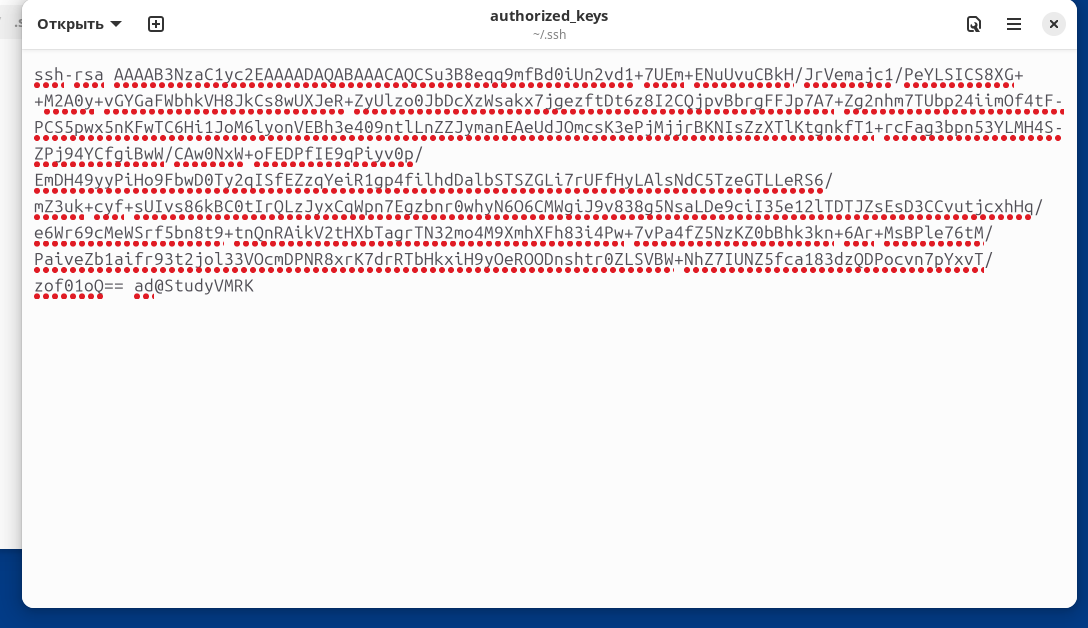 Открыть
authorized_keys
~/.ssh
ssh-rsa AAAAB3NzaC1yc2EAAAADAQABAAACAQCSu3B8eqq9mfBd0iUn2vd1+7UEm+ENuUvuCBkH/JrVemajc1/PeYLSICS8XG+
+M2A0y+vGYGaFWbhkVH8JkCs8wUXJeR+ZyUlzo0JbDcXzWsakx7jgezftDt6z8I2CQjpvBbrgFFJp7A7+Zg2nhm7TUbp24iimOf4tF-
PCS5pwx5nKFwTC6Hi1JoM6lyonVEBh3e409ntlLnZZJymanEAeUdJOmcsK3ePjMjjrBKNIsZzXTlKtgnkfT1+rcFag3bpn53YLMH4S-
ZPj94YCfgiBwW/CAw0NxW+oFEDPfIE9qPiyv0p/
EmDH49yyPiHo9FbwD0Ty2qISfEZzqYeiR1gp4filhdDalbSTSZGLi7rUFfHyLAlsNdC5TzeGTLLeRS6/
mZ3uk+cyf+sUIvs86kBC0tIrQLzJyxCqWpn7Egzbnr0whyN6O6CMWgiJ9v838g5NsaLDe9ciI35e12lTDTJZsEsD3CCvutjcxhHq/
e6Wr69cMeWSrf5bn8t9+tnQnRAikV2tHXbTagrTN32mo4M9XmhXFh83i4Pw+7vPa4fZ5NzKZ0bBhk3kn+6Ar+MsBPle76tM/
PaiveZb1aifr93t2jol33VOcmDPNR8xrK7drRTbHkxiH9yOeROODnshtr0ZLSVBW+NhZ7IUNZ5fca183dzQDPocvn7pYxvT/
zof01oQ== ad@StudyVMRK